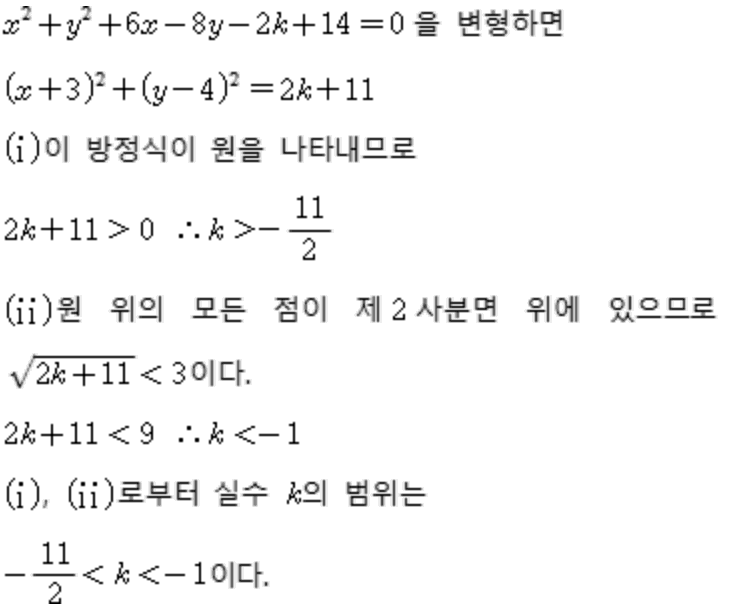 x²+y²+6x−8y−2k+14=0 을 변형하면
(x+3)²+(y−4)²=2k+11
(i)이 방정식이 원을 나타내므로
2k+11>0 ∴k>−11/2
(ii)원 위의 모든 점이 제 2 사분면 위에 있으므로
√(2k+11)<3이다.
2k+11<9 ∴k<−1
(i), (ii)로부터 실수 k의 범위는
−11/2<k<−1이다.